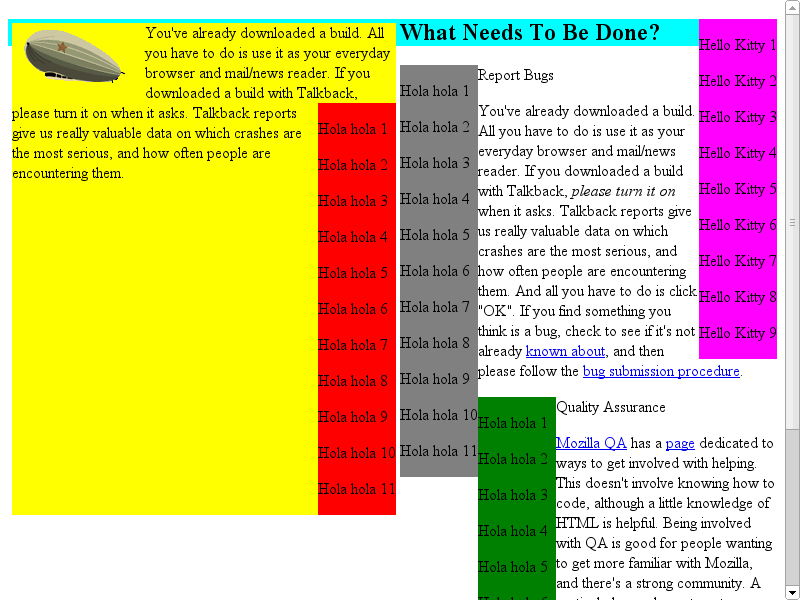 You've already downloaded a build. All
you have to do is use it as your everyday
browser and mail/news reader. If you
downloaded a build with Talkback,
please turn it on when it asks. Talkback reports
give us really valuable data on which crashes are
the most serious, and how often people are
encountering them.
Hola hola 1
Hola hola 2
Hola hola 3
Hola hola 4
Hola hola 5
Hola hola 6
Hola hola 7
Hola hola 8
Hola hola 9
Hola hola 10
Hola hola 11
What Needs To Be Done?
Hola hola 1
Hola hola 2
Hola hola 3
Hola hola 4
Hola hola 5
Hola hola 6
Hola hola 7
Hola hola 8
Hola hola 9
Hola hola 10
Hola hola 11
Report Bugs
You've already downloaded a build.
All you have to do is use it as your
everyday browser and mail/news
reader. If you downloaded a build
with Talkback, please turn it on
when it asks. Talkback reports give
us really valuable data on which
crashes are the most serious, and
how often people are encountering
them. And all you have to do is click
"OK". If you find something you
think is a bug, check to see if it's not
already known about, and then
please follow the bug submission procedure.
Hello Kitty 1
Hello Kitty 2
Hello Kitty 3
Hello Kitty 4
Hello Kitty 5
Hello Kitty 6
Hello Kitty 7
Hello Kitty 8
Hello Kitty 9
Hola hola 1
Hola hola 2
Hola hola 3
Hola hola 4
Hola hola 5
Quality Assurance
Mozilla QA has a page dedicated to
ways to get involved with helping.
This doesn't involve knowing how to
code, although a little knowledge of
HTML is helpful. Being involved
with QA is good for people wanting
to get more familiar with Mozilla,
and there's a strong community. A